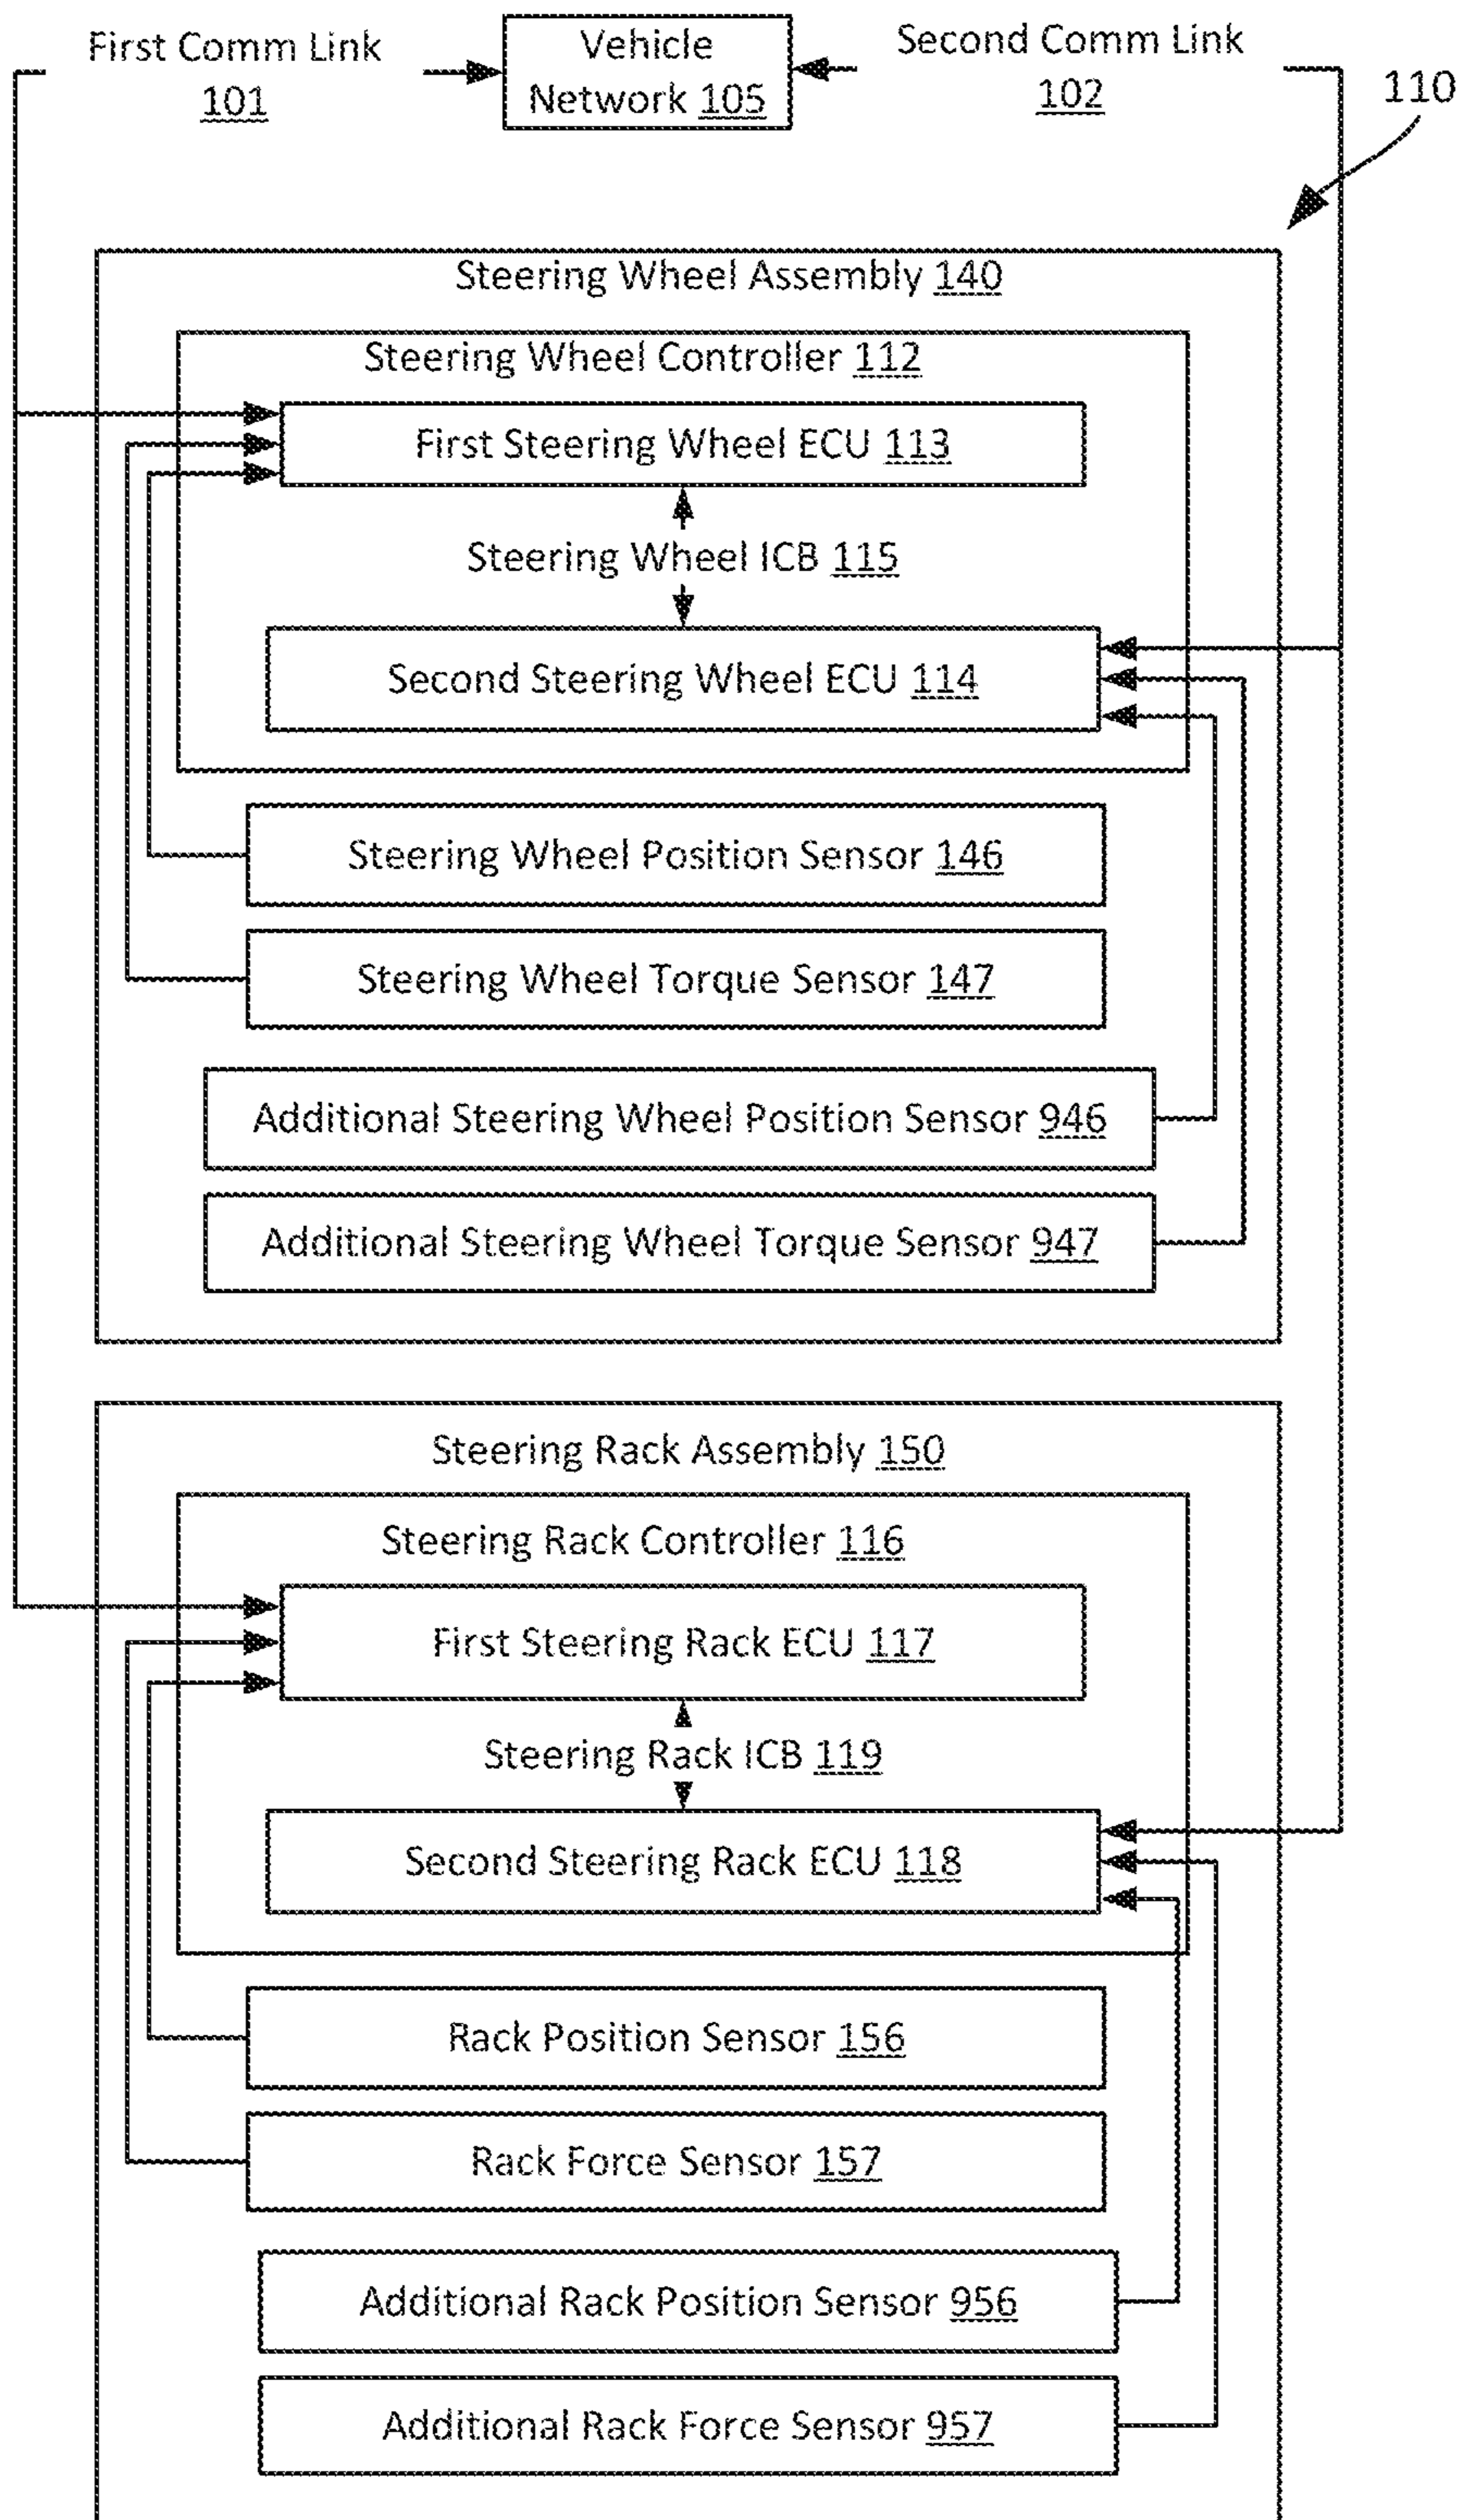 First Comm Link
101
Vehicle
Network 105
Second Comm Link
102
110
Steering Wheel Assembly 140
Steering Wheel Controller 112
First Steering Wheel ECU 113
Steering Wheel ICB 115
Second Steering Wheel ECU 114
Steering Wheel Position Sensor 146
Steering Wheel Torque Sensor 147
Additional Steering Wheel Position Sensor 946
Additional Steering Wheel Torque Sensor 947
Steering Rack Assembly 150
Steering Rack Controller 116
First Steering Rack ECU 117
Steering Rack ICB 119
Second Steering Rack ECU 118
Rack Position Sensor 156
Rack Force Sensor 157
Additional Rack Position Sensor 956
Additional Rack Force Sensor 957